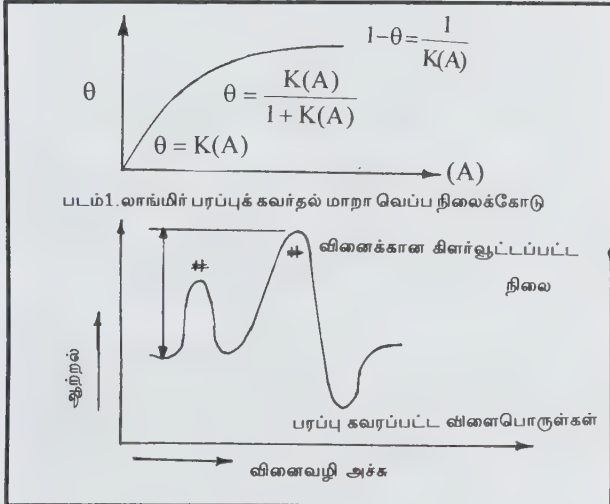 1-θ = 1/K(A)
θ
θ = K(A)/1 + K(A)
θ = K(A)
(A)
படம்1.லாங்மிர் பரப்புக் கவர்தல் மாறா வெப்ப நிலைக்கோடு
வினைக்கான கிளர்வூட்டப்பட்ட
நிலை
ஆற்றல்
பரப்பு கவரப்பட்ட விளைபொருள்கள்
வினைவழி அச்சு